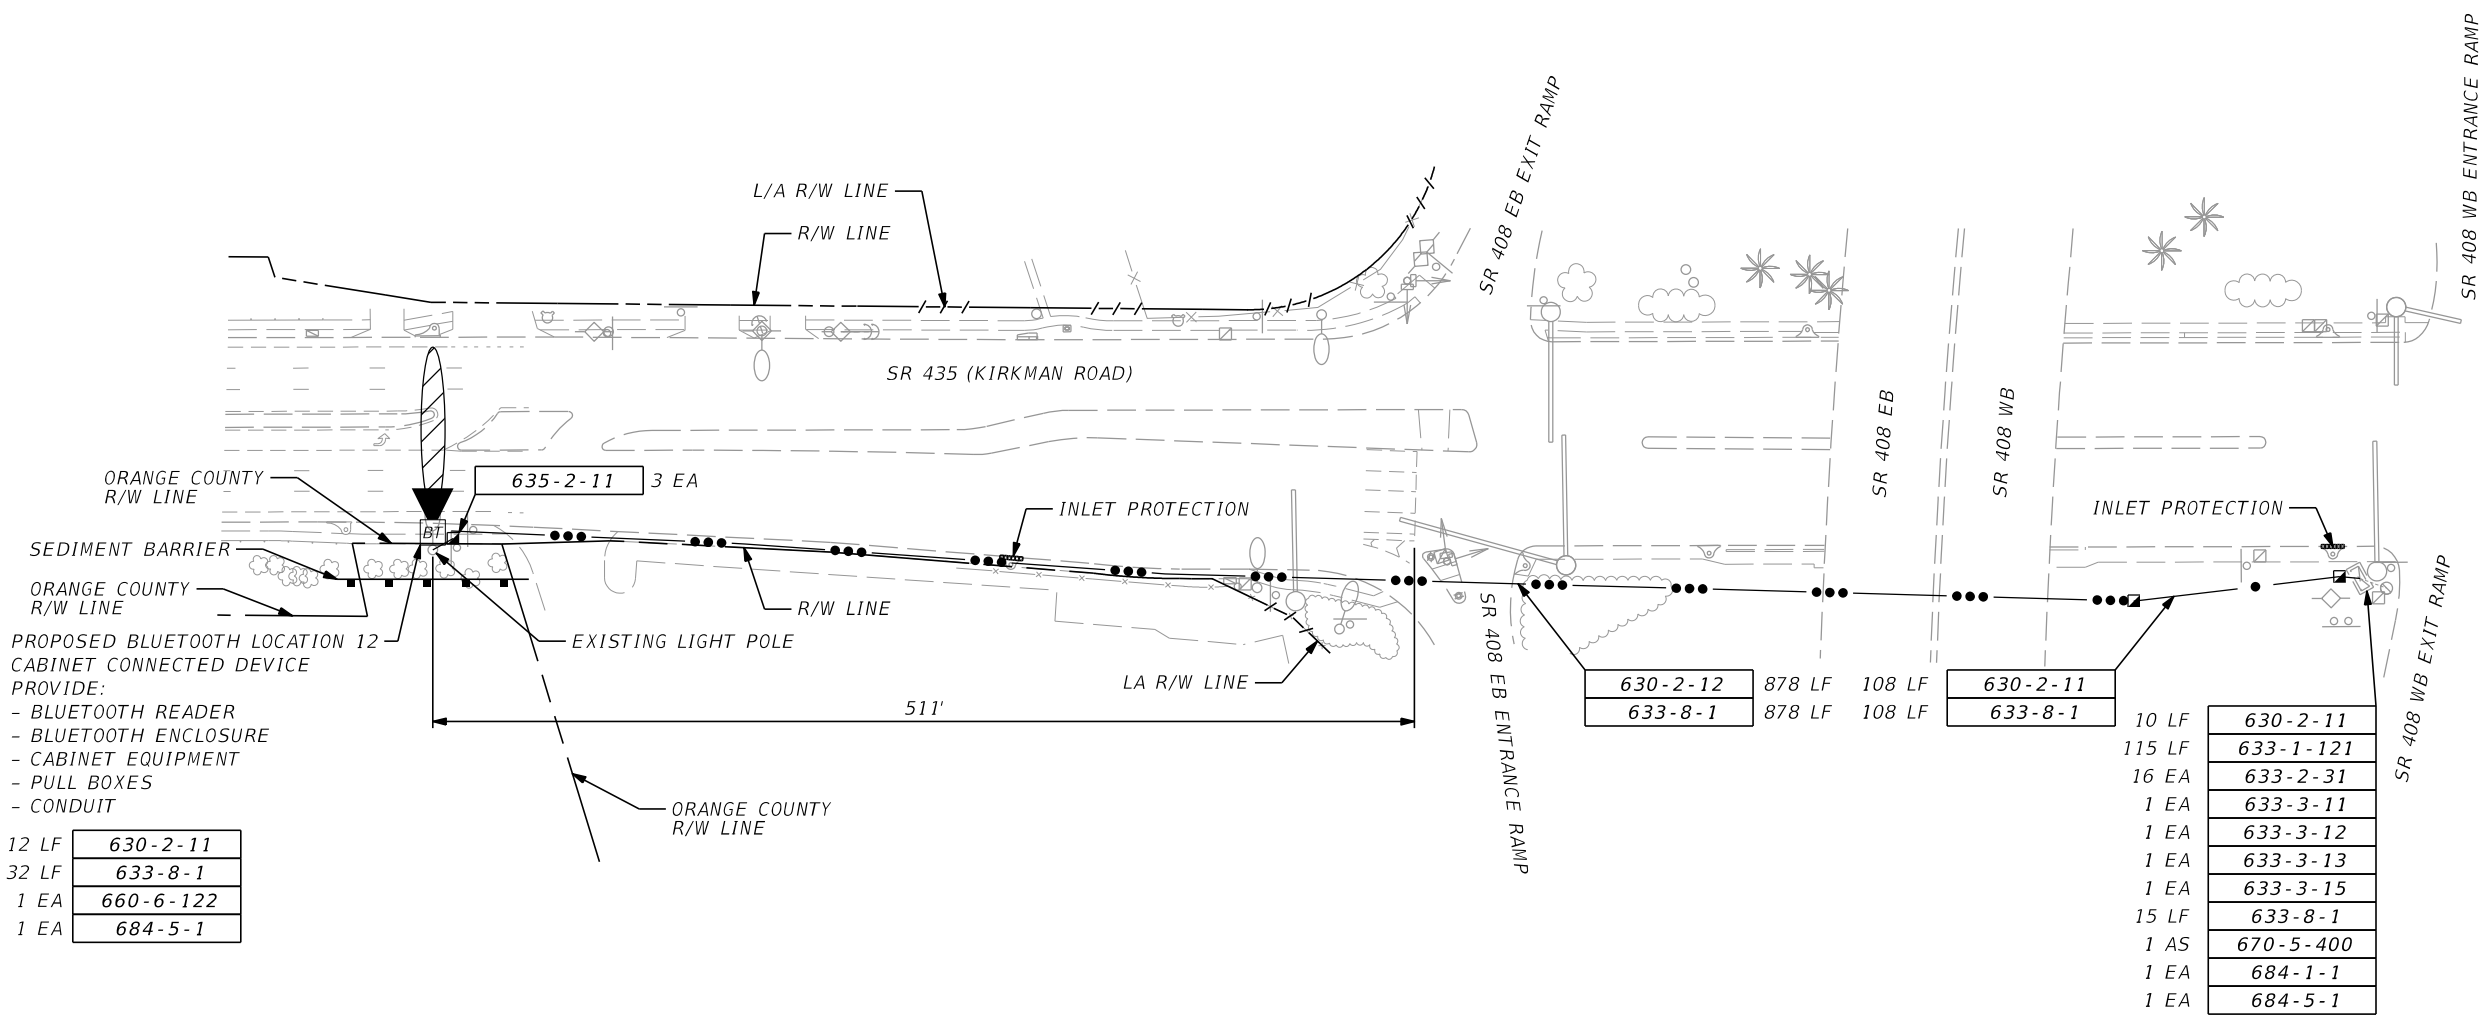 SR 408 WB ENTRANCE RAMP
SR 408 EB EXIT RAMP
L/A R/W LINE
R/W LINE
SR 435 (KIRKMAN ROAD)
SR 408 EB
SR 408 WB
ORANGE COUNTY
R/W LINE
635-2-11 3 EA
INLET PROTECTION
INLET PROTECTION
BT
SEDIMENT BARRIER
ORANGE COUNTY
R/W LINE
R/W LINE
PROPOSED BLUETOOTH LOCATION 12
CABINET CONNECTED DEVICE
PROVIDE:
- BLUETOOTH READER
- BLUETOOTH ENCLOSURE
- CABINET EQUIPMENT
- PULL BOXES
- CONDUIT
EXISTING LIGHT POLE
LA R/W LINE
511'
SR 408 EB ENTRANCE RAMP
630-2-12 878 LF
633-8-1 878 LF
108 LF 630-2-11
108 LF 633-8-1
SR 408 WB EXIT RAMP
ORANGE COUNTY
R/W LINE
12 LF 630-2-11
32 LF 633-8-1
1 EA 660-6-122
1 EA 684-5-1
10 LF 630-2-11
115 LF 633-1-121
16 EA 633-2-31
1 EA 633-3-11
1 EA 633-3-12
1 EA 633-3-13
1 EA 633-3-15
15 LF 633-8-1
1 AS 670-5-400
1 EA 684-1-1
1 EA 684-5-1